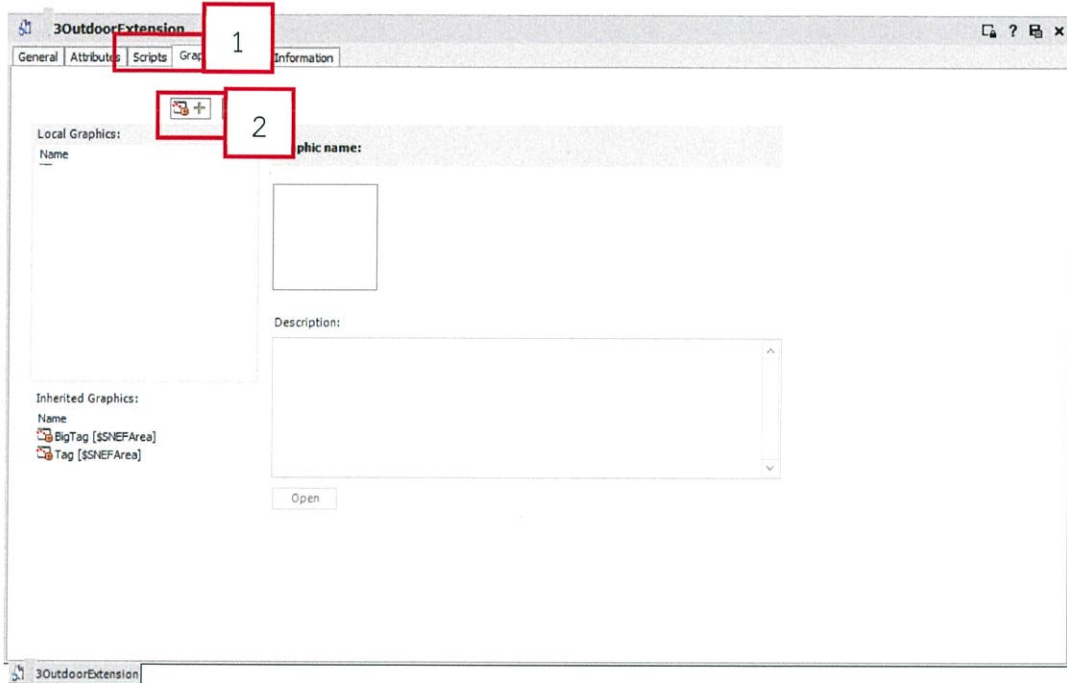 3OutdoorExtension
1
? ×
General Attributes Scripts Grap Information
2
Local Graphics:
Name
phic name:
Description:
Inherited Graphics:
Name
BigTag [$SNEFArea]
Tag [$SNEFArea]
Open
3OutdoorExtension